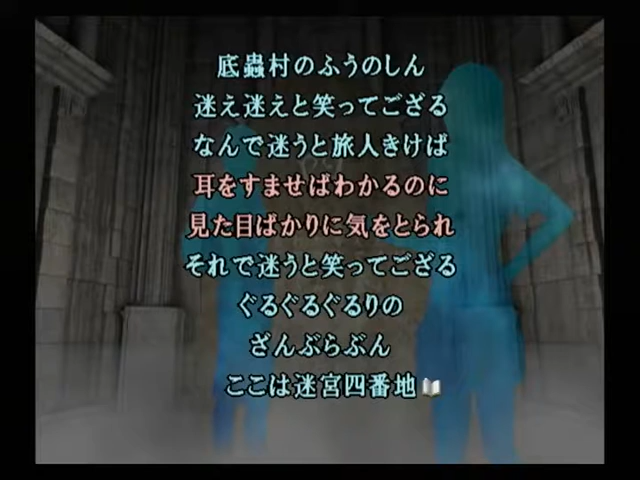 底蟲村のふうのしん
迷え迷えと笑ってござる
なんで迷うと旅人きけば
耳をすませばわかるのに
見た目ばかりに気をとられ
それで迷うと笑ってござる
ぐるぐるぐるりの
ざんぶらぶん
ここは迷宮四番地